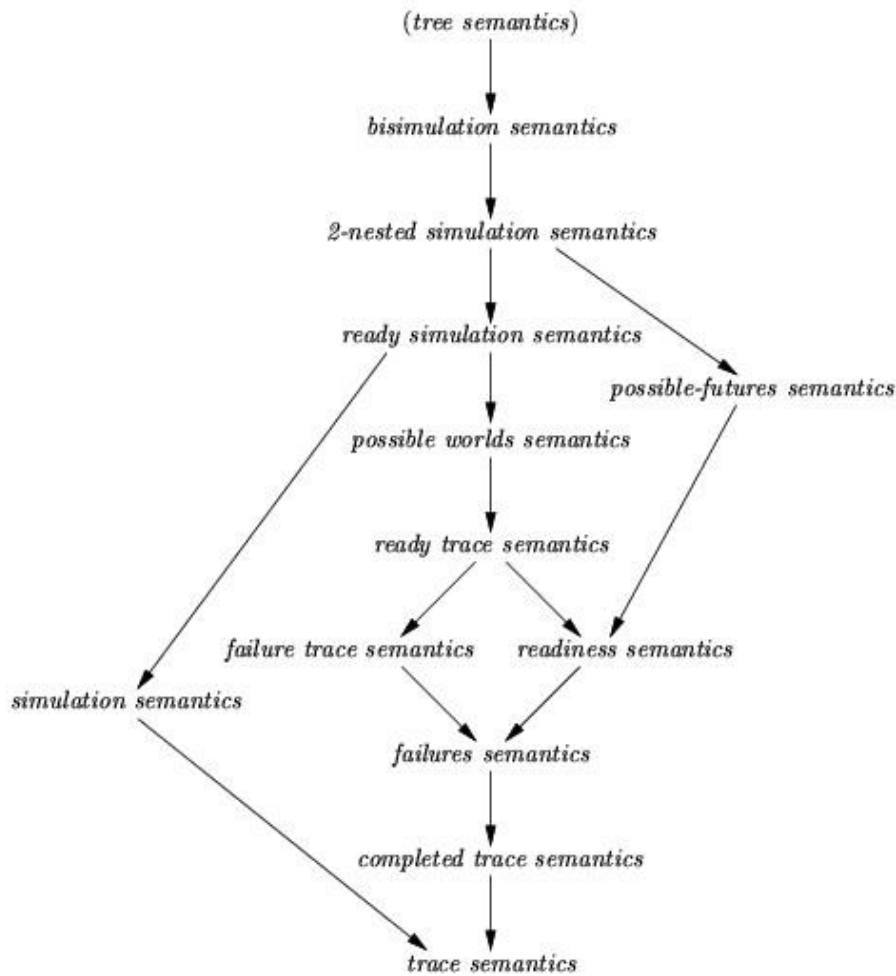 (tree semantics)
bisimulation semantics
2-nested simulation semantics
ready simulation semantics
possible-futures semantics
possible worlds semantics
ready trace semantics
failure trace semantics
readiness semantics
simulation semantics
failures semantics
completed trace semantics
trace semantics